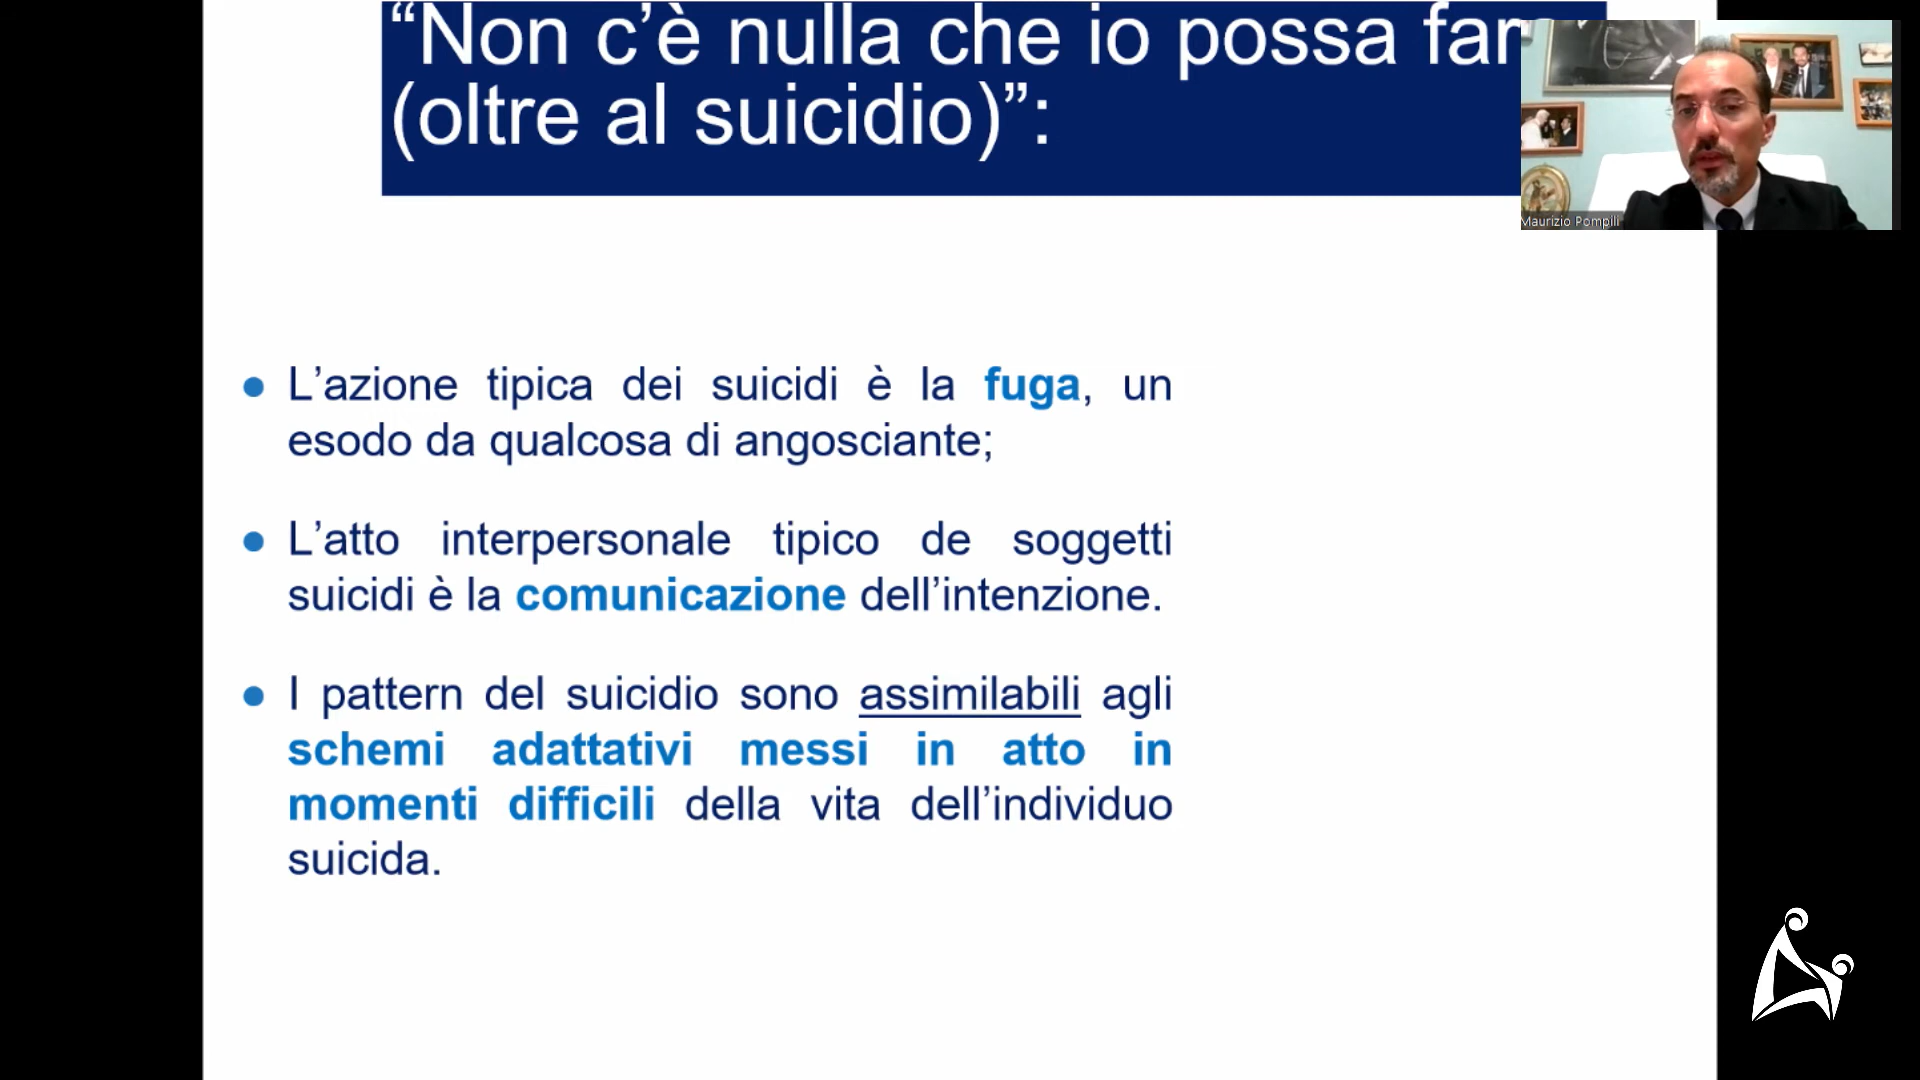 “Non c’è nulla che io possa far
(oltre al suicidio)”:
Maurizio Pompili
● L’azione tipica dei suicidi è la fuga, un
esodo da qualcosa di angosciante;
● L’atto interpersonale tipico de soggetti
suicidi è la comunicazione dell’intenzione.
● I pattern del suicidio sono assimilabili agli
schemi adattativi messi in atto in
momenti difficili della vita dell’individuo
suicida.